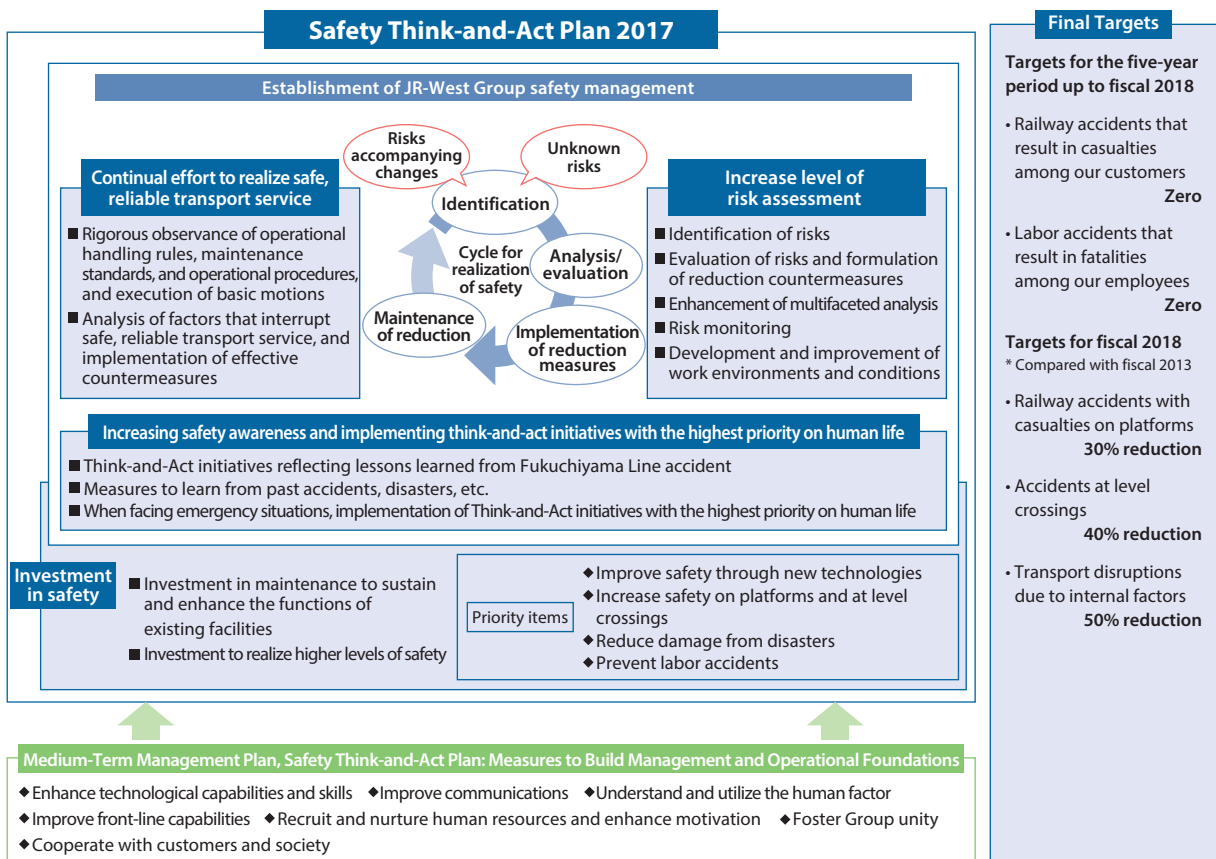 Safety Think-and-Act Plan 2017
Establishment of JR-West Group safety management
Risks
accompanying
changes
Unknown
risks
Continual effort to realize safe,
reliable transport service
■ Rigorous observance of operational
handling rules, maintenance
standards, and operational procedures,
and execution of basic motions
■ Analysis of factors that interrupt
safe, reliable transport service, and
implementation of effective
countermeasures
Identification
Cycle for
realization
of safety
Analysis/
evaluation
Maintenance
of reduction
Implementation
of reduction
measures
Increase level of
risk assessment
■ Identification of risks
■ Evaluation of risks and formulation
of reduction countermeasures
■ Enhancement of multifaceted analysis
■ Risk monitoring
■ Development and improvement of
work environments and conditions
Increasing safety awareness and implementing think-and-act initiatives with the highest priority on human life
■ Think-and-Act initiatives reflecting lessons learned from Fukuchiyama Line accident
■ Measures to learn from past accidents, disasters, etc.
■ When facing emergency situations, implementation of Think-and-Act initiatives with the highest priority on human life
Investment
in safety
■ Investment in maintenance to sustain
and enhance the functions of
existing facilities
■ Investment to realize higher levels of safety
Priority items
◆ Improve safety through new technologies
◆ Increase safety on platforms and at level
crossings
◆ Reduce damage from disasters
◆ Prevent labor accidents
Medium-Term Management Plan, Safety Think-and-Act Plan: Measures to Build Management and Operational Foundations
◆ Enhance technological capabilities and skills ◆ Improve communications ◆ Understand and utilize the human factor
◆ Improve front-line capabilities ◆ Recruit and nurture human resources and enhance motivation ◆ Foster Group unity
◆ Cooperate with customers and society
Final Targets
Targets for the five-year
period up to fiscal 2018
• Railway accidents that
result in casualties
among our customers
Zero
• Labor accidents that
result in fatalities
among our employees
Zero
Targets for fiscal 2018
* Compared with fiscal 2013
• Railway accidents with
casualties on platforms
30% reduction
• Accidents at level
crossings
40% reduction
• Transport disruptions
due to internal factors
50% reduction